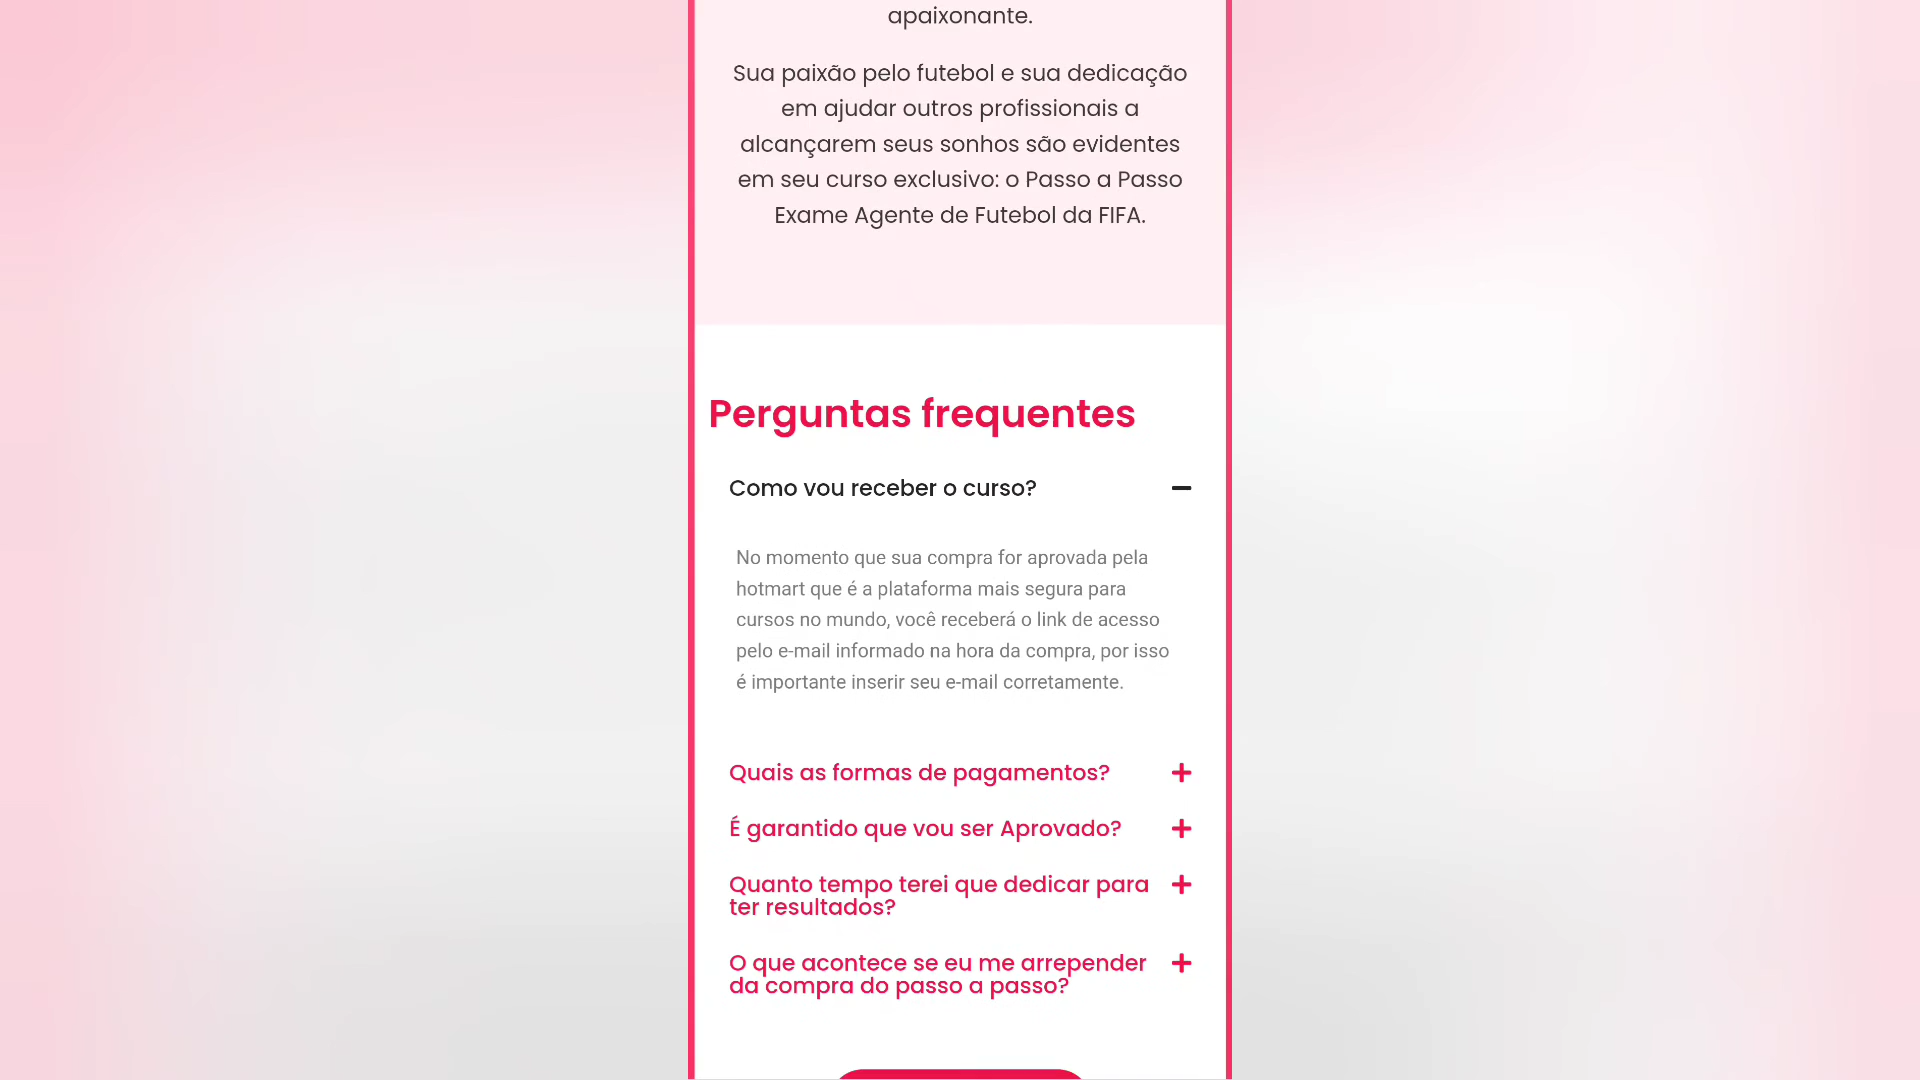 apaixonante.
Sua paixão pelo futebol e sua dedicação
em ajudar outros profissionais a
alcançarem seus sonhos são evidentes
em seu curso exclusivo: o Passo a Passo
Exame Agente de Futebol da FIFA.
Perguntas frequentes
Como vou receber o curso?
No momento que sua compra for aprovada pela
hotmart que é a plataforma mais segura para
cursos no mundo, você receberá o link de acesso
pelo e-mail informado na hora da compra, por isso
é importante inserir seu e-mail corretamente.
Quais as formas de pagamentos?
É garantido que vou ser Aprovado?
Quanto tempo terei que dedicar para
ter resultados?
O que acontece se eu me arrepender
da compra do passo a passo?